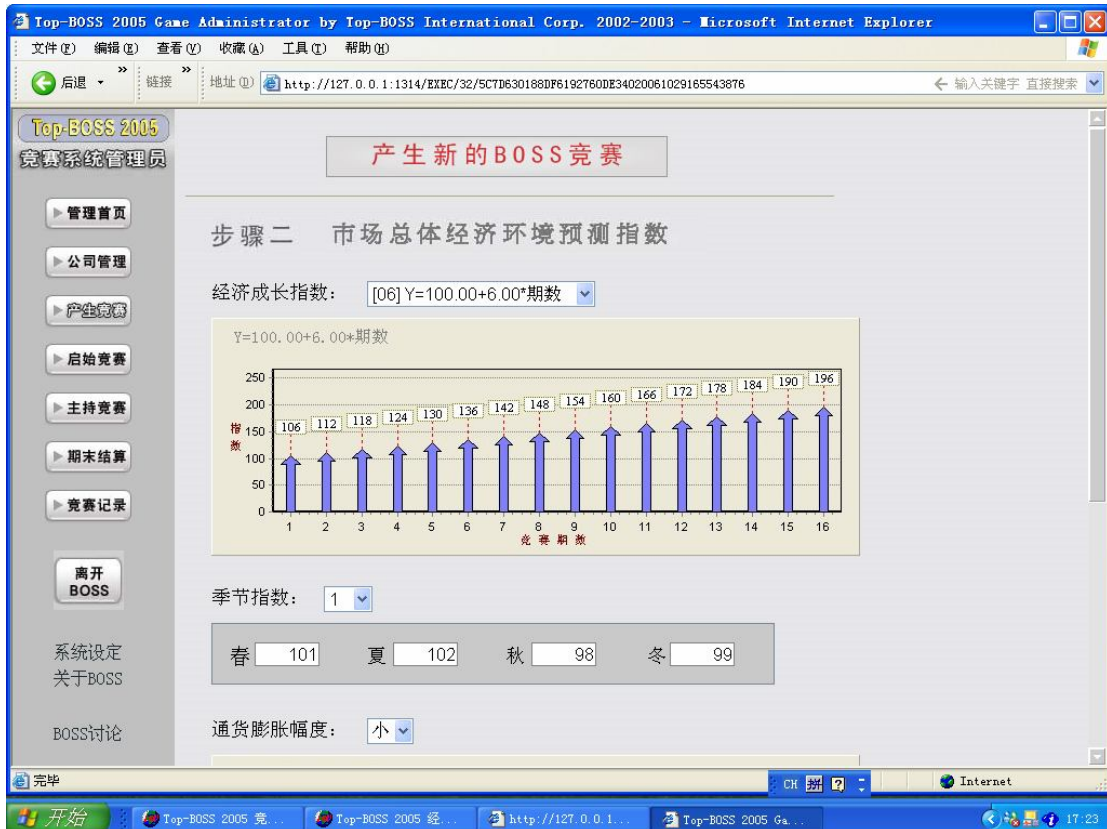 Top-BOSS 2005 Game Administrator by Top-BOSS International Corp. 2002-2003 - Microsoft Internet Explorer
文件(F) 编辑(E) 查看(V) 收藏(A) 工具(T) 帮助(H)
后退 » 链接 » 地址(D) http://127.0.0.1:1314/EXEC/32/5C7D630188DF6192760DE34020061029165543876 输入关键字 直接搜索
Top-BOSS 2005
竞赛系统管理员
管理首页
公司管理
产生竞赛
启始竞赛
主持竞赛
期末结算
竞赛记录
离开
BOSS
系统设定
关于BOSS
BOSS讨论
产生新的BOSS竞赛
步骤二 市场总体经济环境预测指数
经济成长指数: [06] Y=100.00+6.00*期数
Y=100.00+6.00*期数
指数
250
200
150
100
50
0
106 112 118 124 130 136 142 148 154 160 166 172 178 184 190 196
1 2 3 4 5 6 7 8 9 10 11 12 13 14 15 16
竞赛期数
季节指数: 1
春 101 夏 102 秋 98 冬 99
通货膨胀幅度: 小
完毕 CH 拼 ? Internet
开始 Top-BOSS 2005 竞... Top-BOSS 2005 经... http://127.0.0.1... Top-BOSS 2005 Ga... 17:23